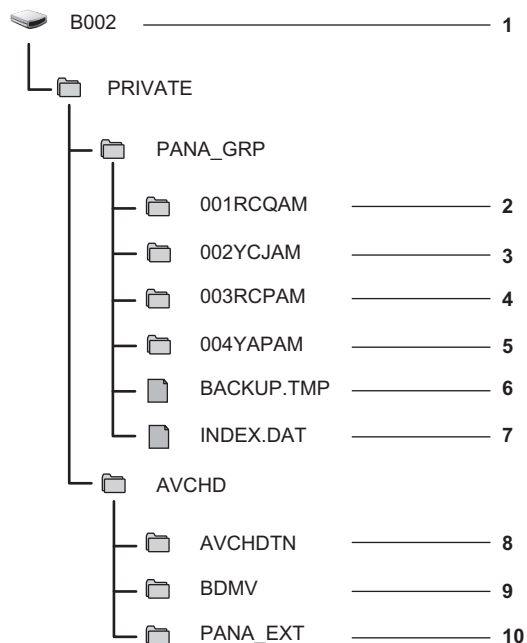 B002 1
PRIVATE
PANA_GRP
001RCQAM 2
002YCJAM 3
003RCPAM 4
004YAPAM 5
BACKUP.TMP 6
INDEX.DAT 7
AVCHD
AVCHDTN 8
BDMV 9
PANA_EXT 10